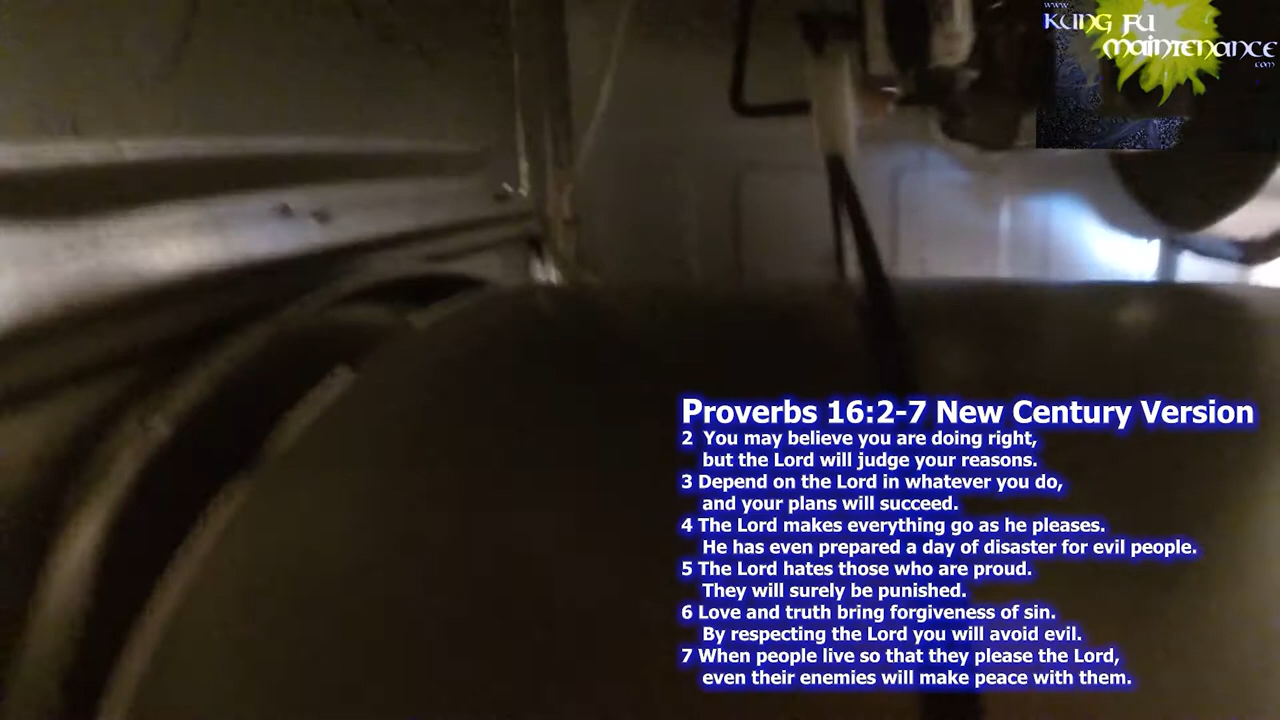 www
Kung Fu
Maintenance
.com
Proverbs 16:2-7 New Century Version
2 You may believe you are doing right,
but the Lord will judge your reasons.
3 Depend on the Lord in whatever you do,
and your plans will succeed.
4 The Lord makes everything go as he pleases.
He has even prepared a day of disaster for evil people.
5 The Lord hates those who are proud.
They will surely be punished.
6 Love and truth bring forgiveness of sin.
By respecting the Lord you will avoid evil.
7 When people live so that they please the Lord,
even their enemies will make peace with them.